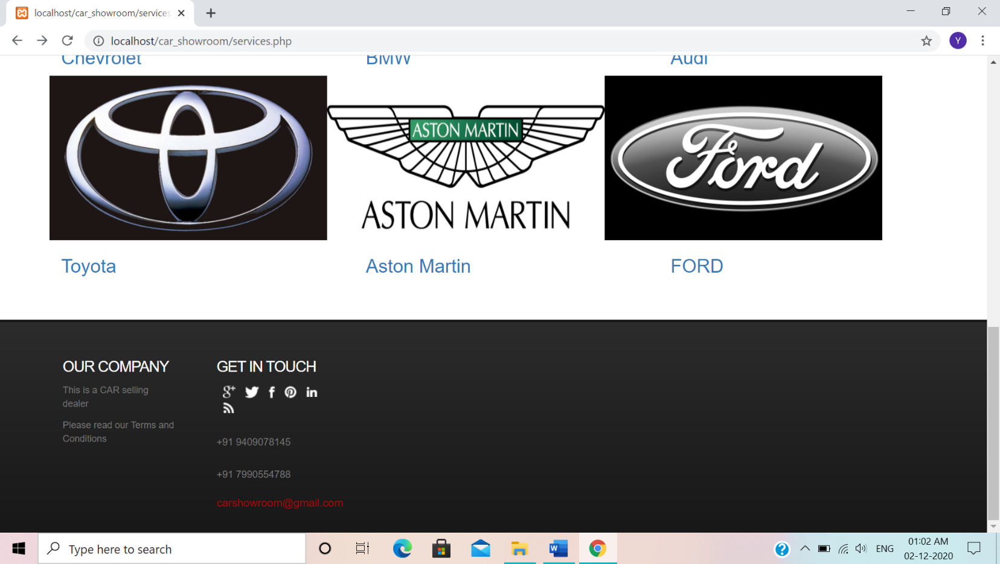 localhost/car_showroom/services
localhost/car_showroom/services.php
Y
Chevrolet BMW Audi
ASTON MARTIN
Ford
ASTON MARTIN
Toyota Aston Martin FORD
OUR COMPANY
This is a CAR selling
dealer
Please read our Terms and
Conditions
GET IN TOUCH
+91 9409078145
+91 7990554788
carshowroom@gmail.com
Type here to search
ENG
01:02 AM
02-12-2020